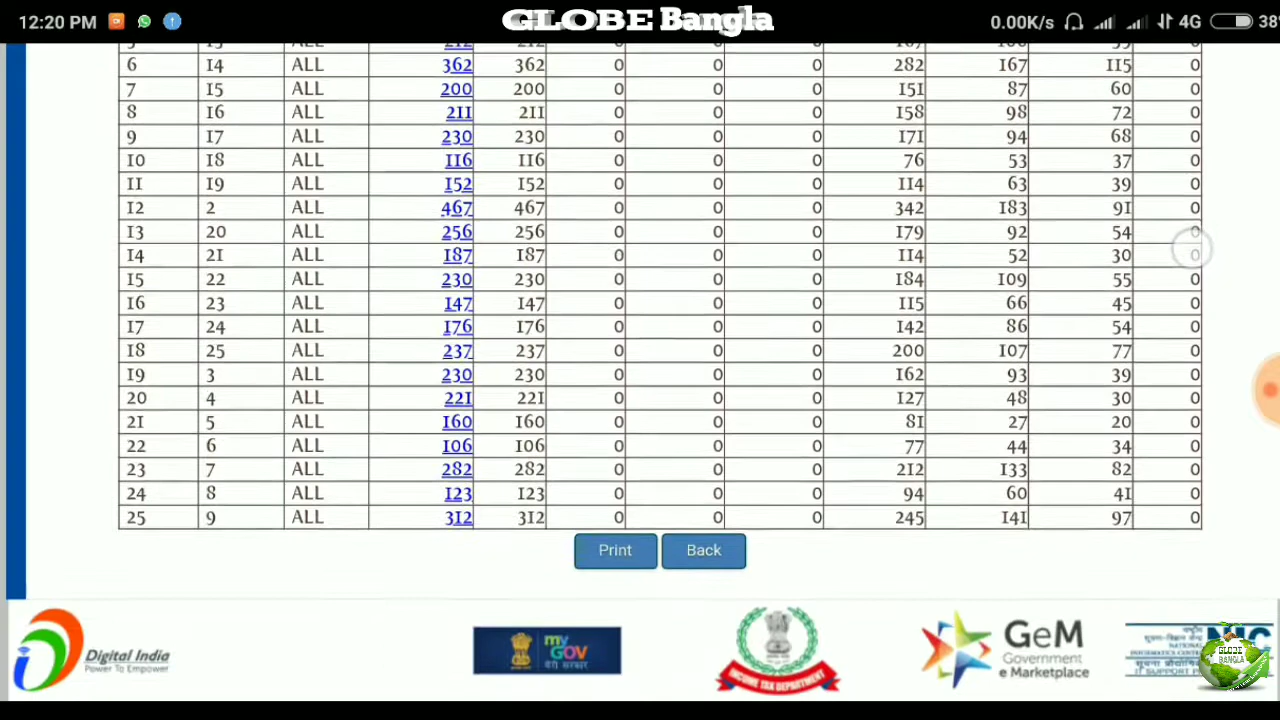 12:20 PM GLOBE Bangla 0.00K/s 4G 38
6 14 ALL 362 362 0 0 0 282 167 115 0
7 15 ALL 200 200 0 0 0 151 87 60 0
8 16 ALL 211 211 0 0 0 158 98 72 0
9 17 ALL 230 230 0 0 0 171 94 68 0
10 18 ALL 116 116 0 0 0 76 53 37 0
11 19 ALL 152 152 0 0 0 114 63 39 0
12 2 ALL 467 467 0 0 0 342 183 91 0
13 20 ALL 256 256 0 0 0 179 92 54 0
14 21 ALL 187 187 0 0 0 114 52 30 0
15 22 ALL 230 230 0 0 0 184 109 55 0
16 23 ALL 147 147 0 0 0 115 66 45 0
17 24 ALL 176 176 0 0 0 142 86 54 0
18 25 ALL 237 237 0 0 0 200 107 77 0
19 3 ALL 230 230 0 0 0 162 93 39 0
20 4 ALL 221 221 0 0 0 127 48 30 0
21 5 ALL 160 160 0 0 0 81 27 20 0
22 6 ALL 106 106 0 0 0 77 44 34 0
23 7 ALL 282 282 0 0 0 212 133 82 0
24 8 ALL 123 123 0 0 0 94 60 41 0
25 9 ALL 312 312 0 0 0 245 141 97 0
Print Back
Digital India
Power To Empower
my
GOV
मेरी सरकार
INCOME TAX DEPARTMENT
GeM
Government
e Marketplace
राष्ट्रीय
NIC
NATIONAL
GLOBE
BANGLA